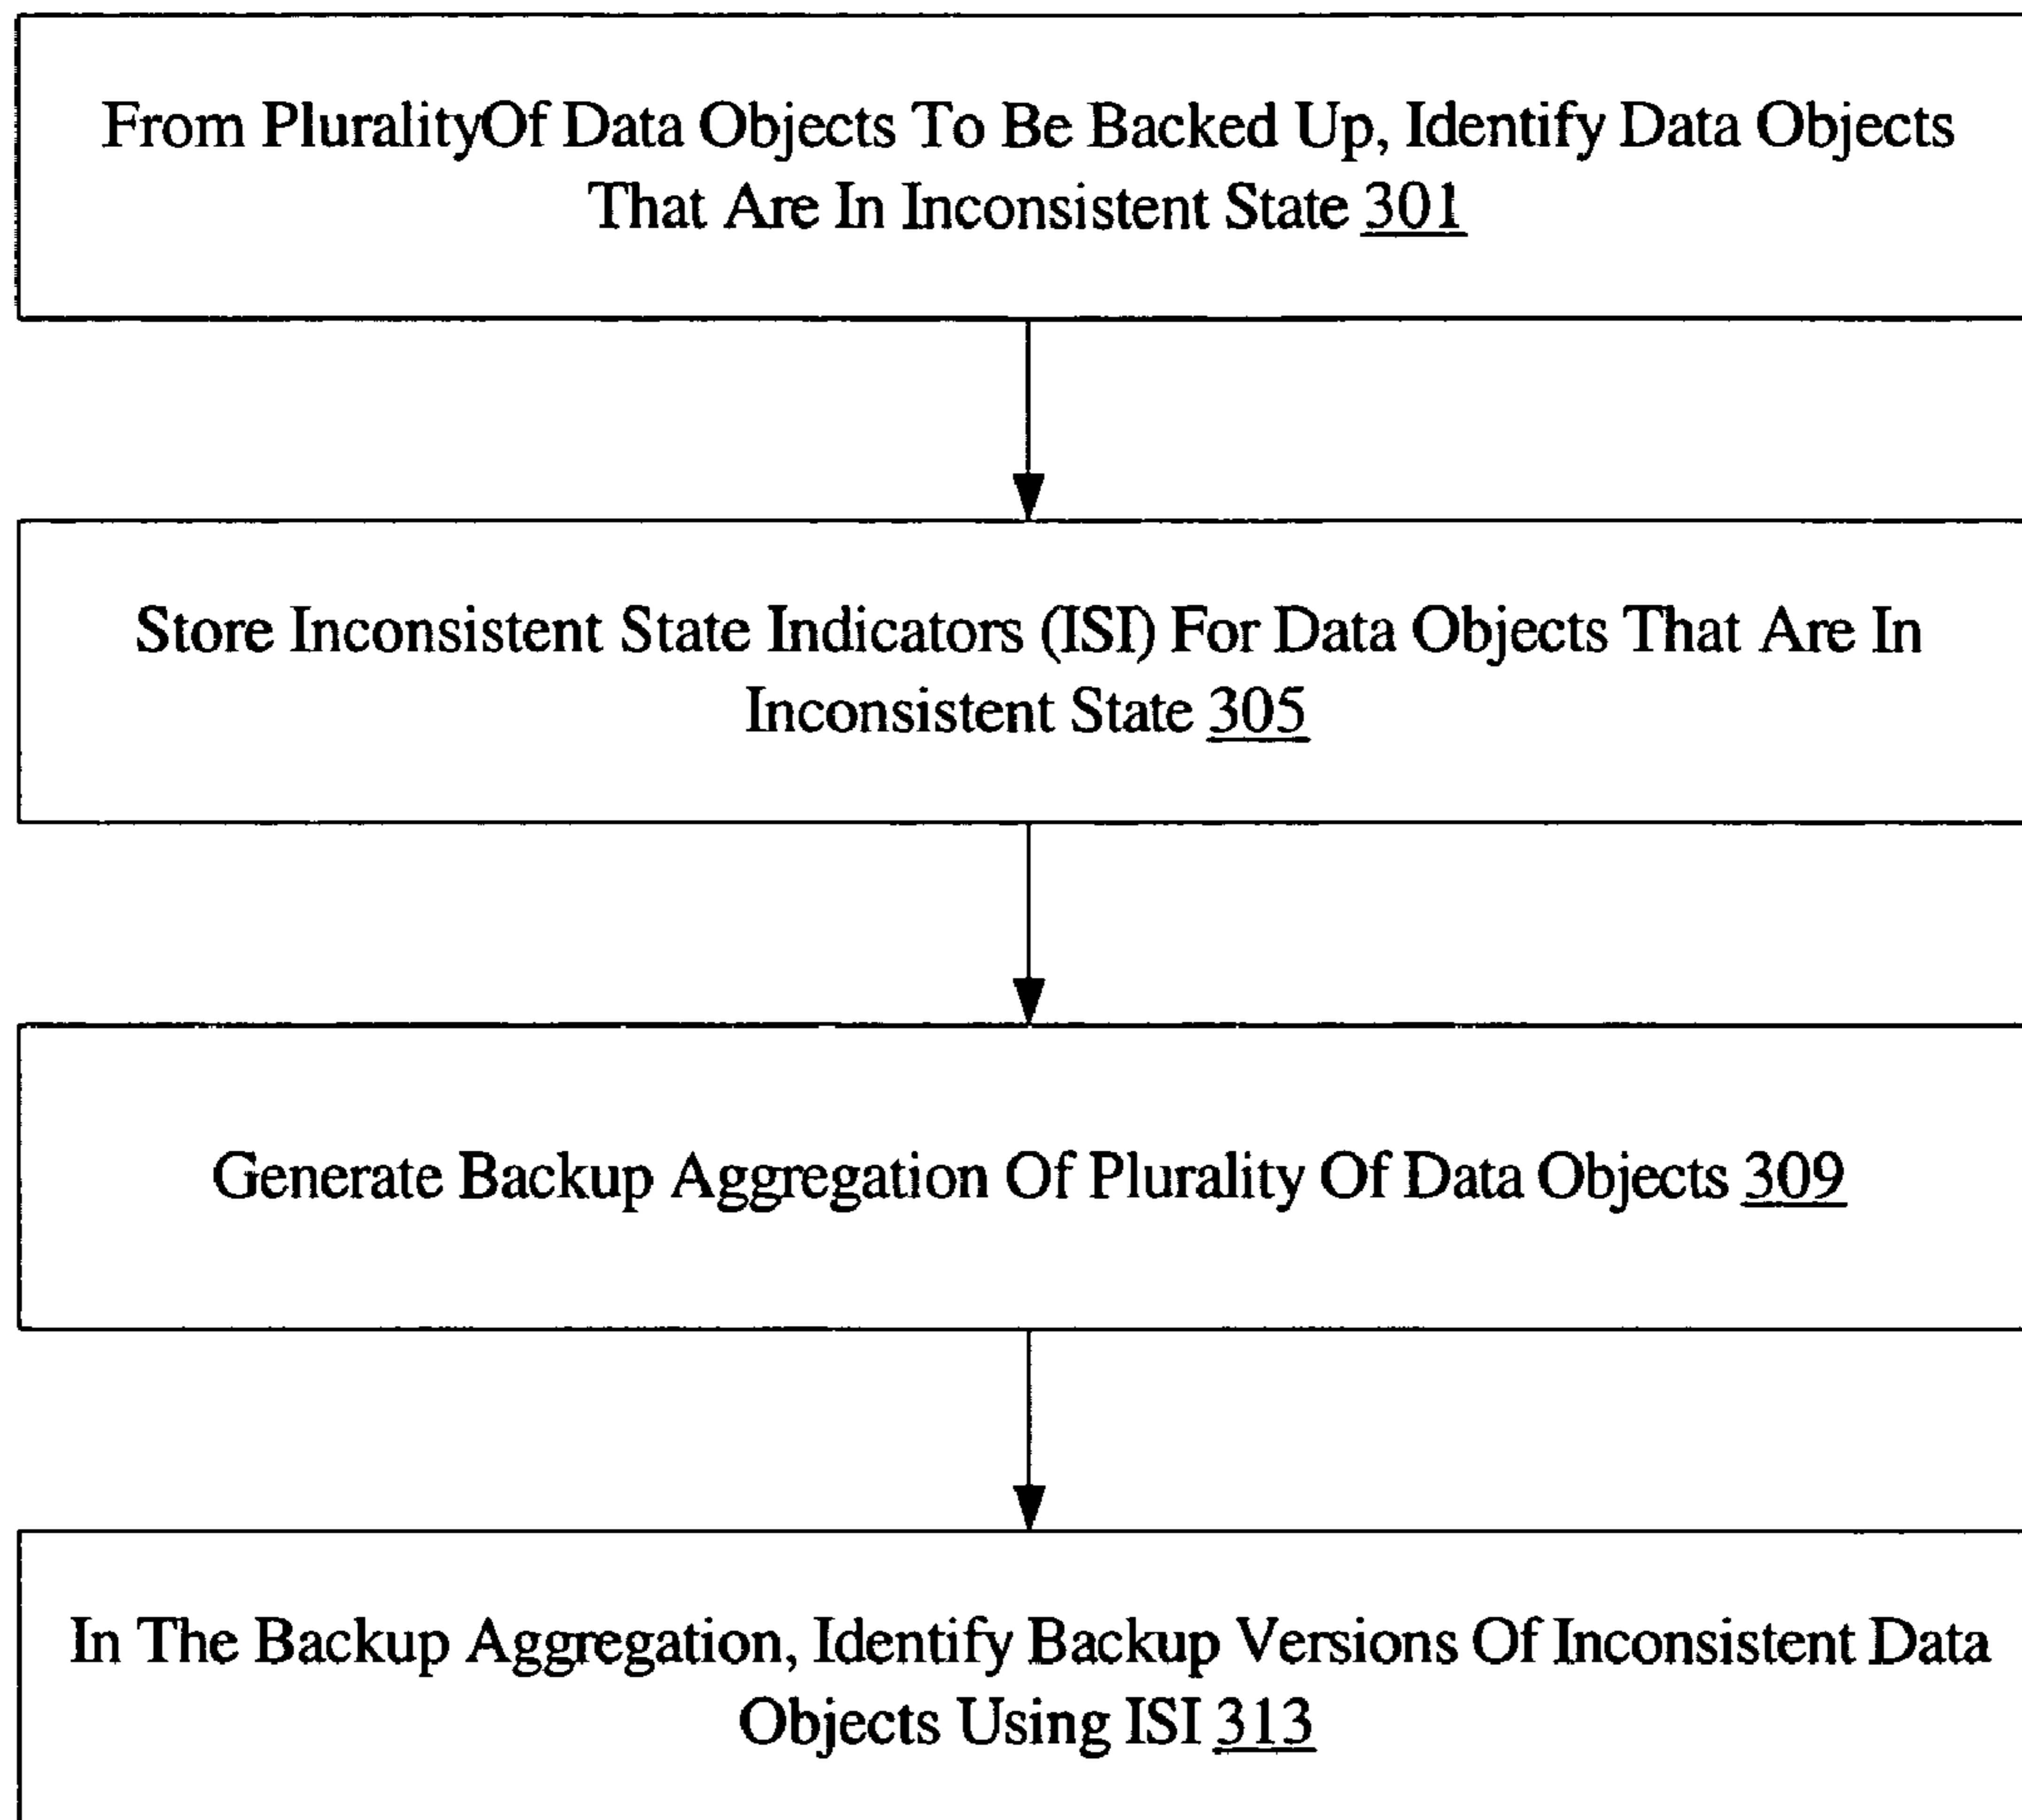 From PluralityOf Data Objects To Be Backed Up, Identify Data Objects
That Are In Inconsistent State 301
Store Inconsistent State Indicators (ISI) For Data Objects That Are In
Inconsistent State 305
Generate Backup Aggregation Of Plurality Of Data Objects 309
In The Backup Aggregation, Identify Backup Versions Of Inconsistent Data
Objects Using ISI 313